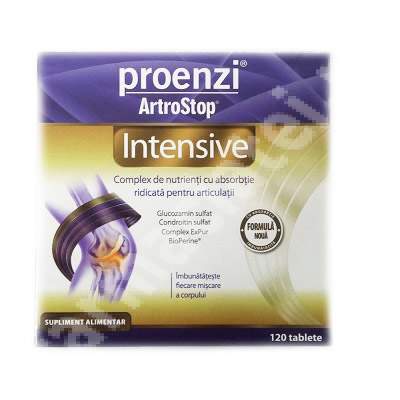 proenzi®
ArtroStop®
Intensive
Complex de nutrienți cu absorbție
ridicată pentru articulații
Glucozamin sulfat
Condroitin sulfat
Complex ExPur
BioPerine®
FORMULĂ
NOUĂ
Îmbunătățește
fiecare mișcare
a corpului
SUPLIMENT ALIMENTAR
120 tablete